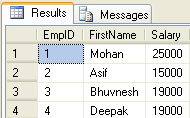 Results Messages
EmpID FirstName Salary
1 1 Mohan 25000
2 2 Asif 15000
3 3 Bhuvnesh 19000
4 4 Deepak 19000